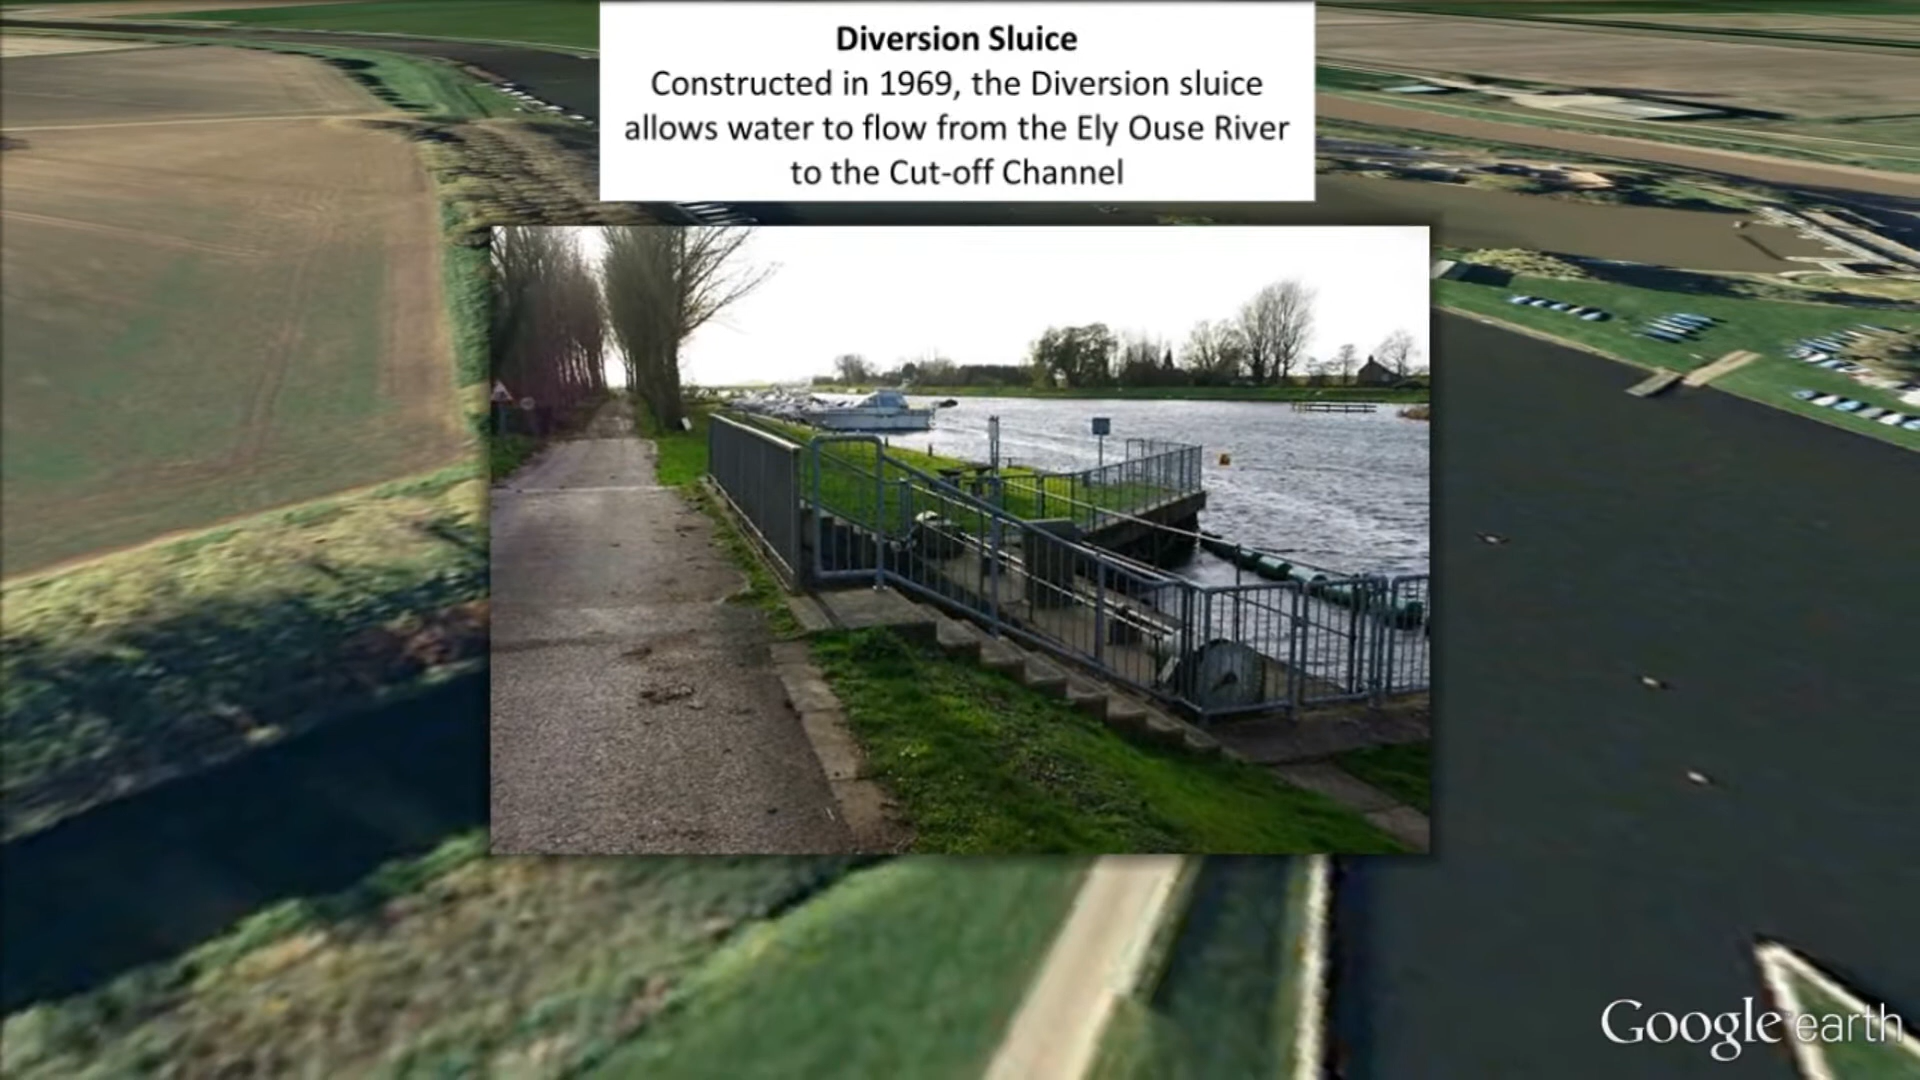 Diversion Sluice
Constructed in 1969, the Diversion sluice
allows water to flow from the Ely Ouse River
to the Cut-off Channel
Google earth